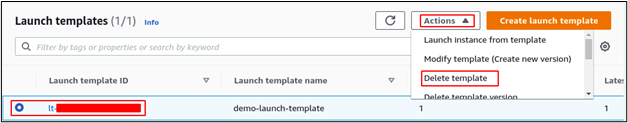 Launch templates (1/1) Info
Actions ▲
Create launch template
Filter by tags or properties or search by keyword
Launch instance from template
Modify template (Create new version)
Delete template
Delete template version
Launch template ID
Launch template name
Lates
lt-
demo-launch-template
1
1